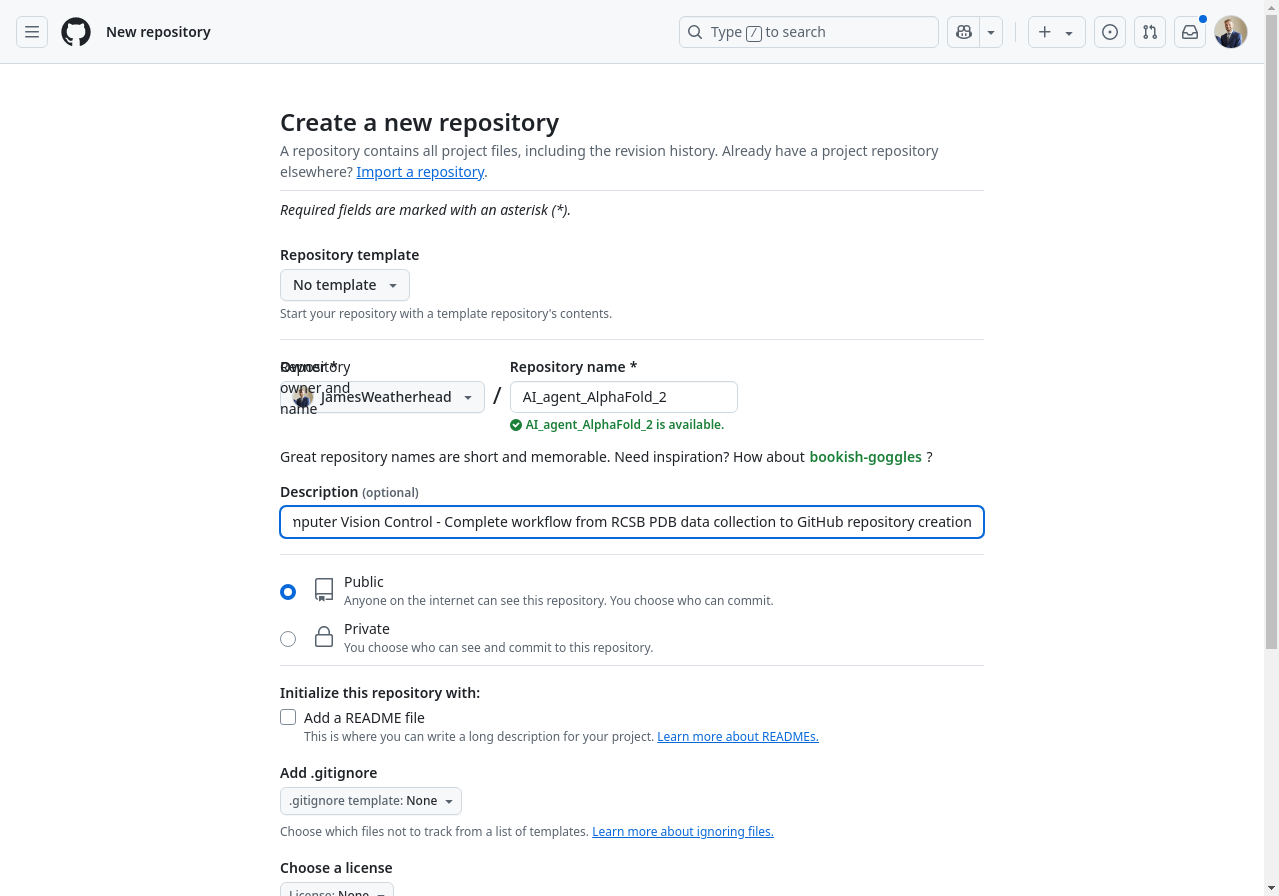 New repository
Type / to search
Create a new repository
A repository contains all project files, including the revision history. Already have a project repository
elsewhere? Import a repository.
Required fields are marked with an asterisk (*).
Repository template
No template
Start your repository with a template repository's contents.
Owner *
Repository
owner and
name
JamesWeatherhead
/
Repository name *
AI_agent_AlphaFold_2
AI_agent_AlphaFold_2 is available.
Great repository names are short and memorable. Need inspiration? How about bookish-goggles ?
Description (optional)
nputer Vision Control - Complete workflow from RCSB PDB data collection to GitHub repository creation
Public
Anyone on the internet can see this repository. You choose who can commit.
Private
You choose who can see and commit to this repository.
Initialize this repository with:
Add a README file
This is where you can write a long description for your project. Learn more about READMEs.
Add .gitignore
.gitignore template: None
Choose which files not to track from a list of templates. Learn more about ignoring files.
Choose a license
License: None